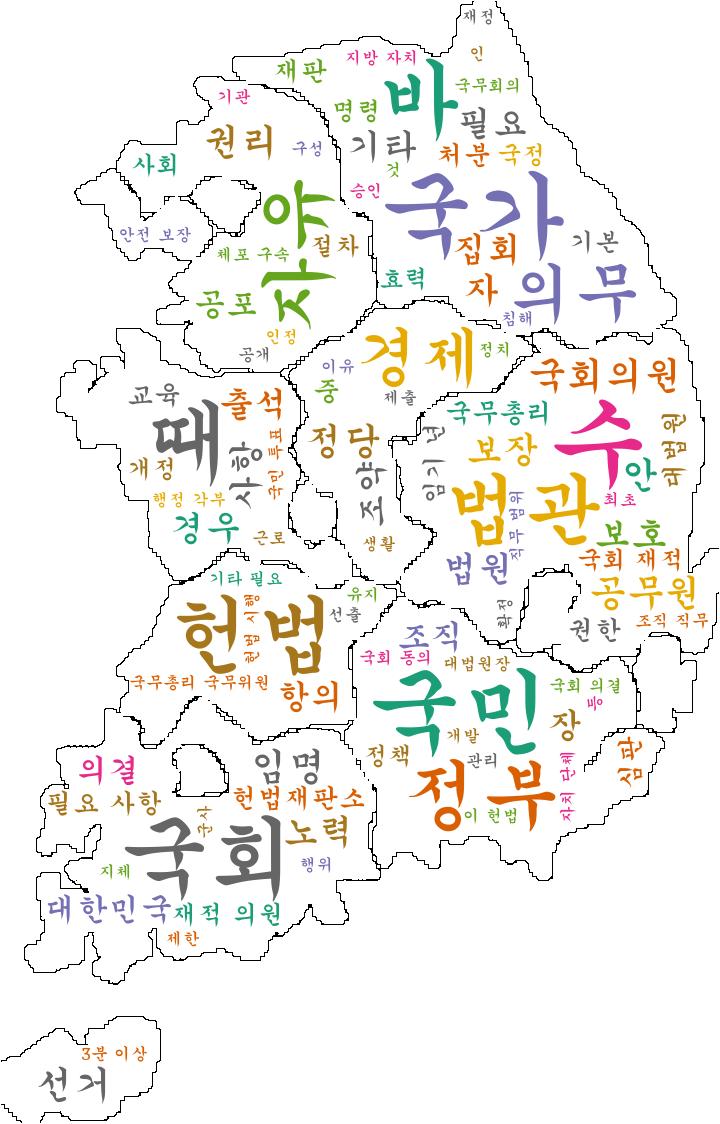 재정
인
지방 자치
재판
국무회의
바
기관
명령
필요
기타
권리
구성
처분
국정
것
사회
승인
야
국가
안전 보장
체포 구속
절차
집회
기본
자
효력
자
의무
공포
침해
인정
공개
경제
정치
이유
중
제출
국회의원
교육
출석
국무총리
수
때
정당
임기 년
보장
대법원
사항
국민 투표
개정
조약
안
행정 각부
법관
최초
직무 범위
경우
근로
생활
보호
법원
국회 재적
기타 필요
공무원
헌법
헌법 시행
유지
선출
확정
권한
조직 직무
조직
국회 동의
대법원장
국무총리 국무위원
항의
국민
국회 의결
장
개발
의결
임명
정책
관리
심판
필요 사항
헌법재판소
정부
이 헌법
자치 단체
국회
군사
노력
지체
행위
대한민국
재적 의원
제한
3분 이상
선거